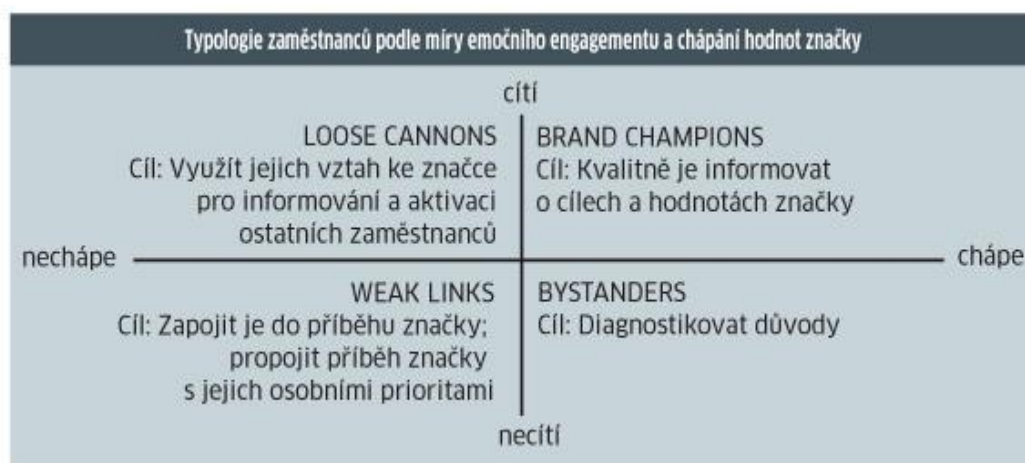 Typologie zaměstnanců podle míry emočního engagementu a chápání hodnot značky
cítí
LOOSE CANNONS
Cíl: Využít jejich vztah ke značce
pro informování a aktivaci
ostatních zaměstnanců
BRAND CHAMPIONS
Cíl: Kvalitně je informovat
o cílech a hodnotách značky
nechápe
chápe
WEAK LINKS
Cíl: Zapojit je do příběhu značky;
propojit příběh značky
s jejich osobními prioritami
BYSTANDERS
Cíl: Diagnostikovat důvody
necítí